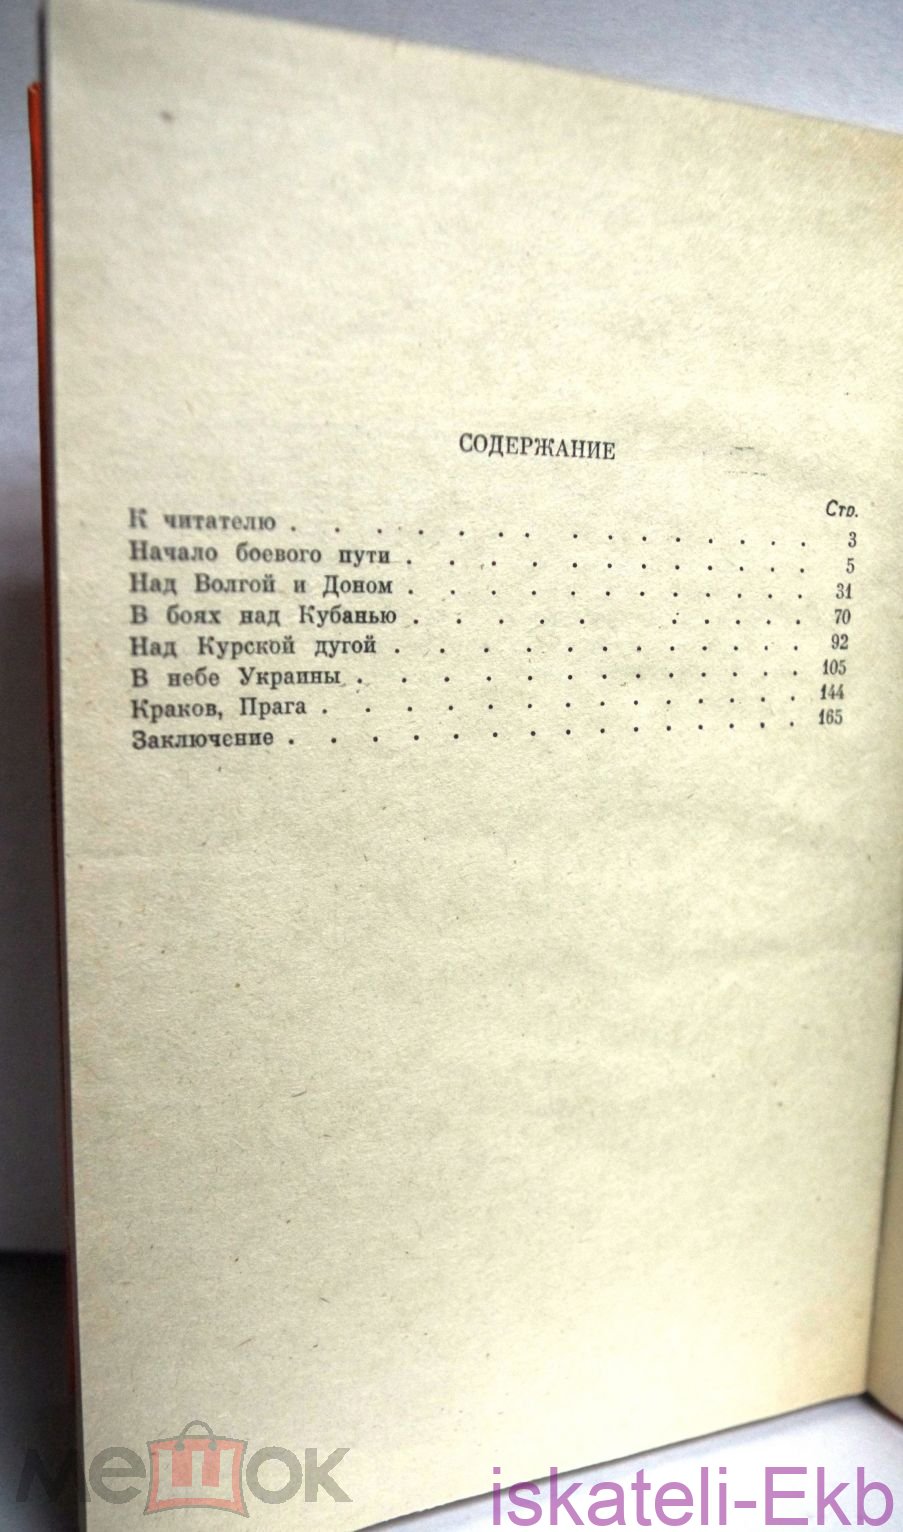 СОДЕРЖАНИЕ
Стр.
К читателю . . . . . . . . . . . . . . 3
Начало боевого пути . . . . . . . . . . 5
Над Волгой и Доном . . . . . . . . . . 31
В боях над Кубанью . . . . . . . . . 70
Над Курской дугой . . . . . . . . . . 92
В небе Украины . . . . . . . . . . . 105
Краков, Прага . . . . . . . . . . . . 144
Заключение . . . . . . . . . . . . . 165
мешок
iskateli-Ekb